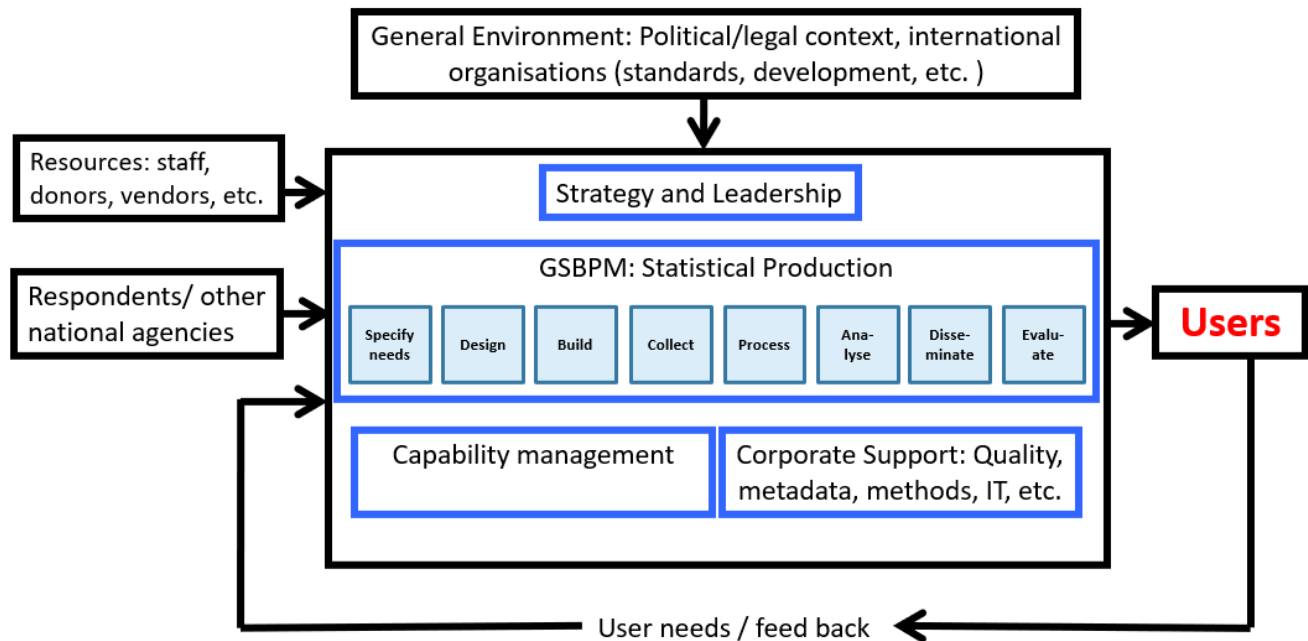 General Environment: Political/legal context, international
organisations (standards, development, etc. )
Resources: staff,
donors, vendors, etc.
Strategy and Leadership
GSBPM: Statistical Production
Respondents/ other
national agencies
Specify
needs
Design
Build
Collect
Process
Ana-
lyse
Disse-
minate
Evalu-
ate
Users
Capability management
Corporate Support: Quality,
metadata, methods, IT, etc.
User needs / feed back